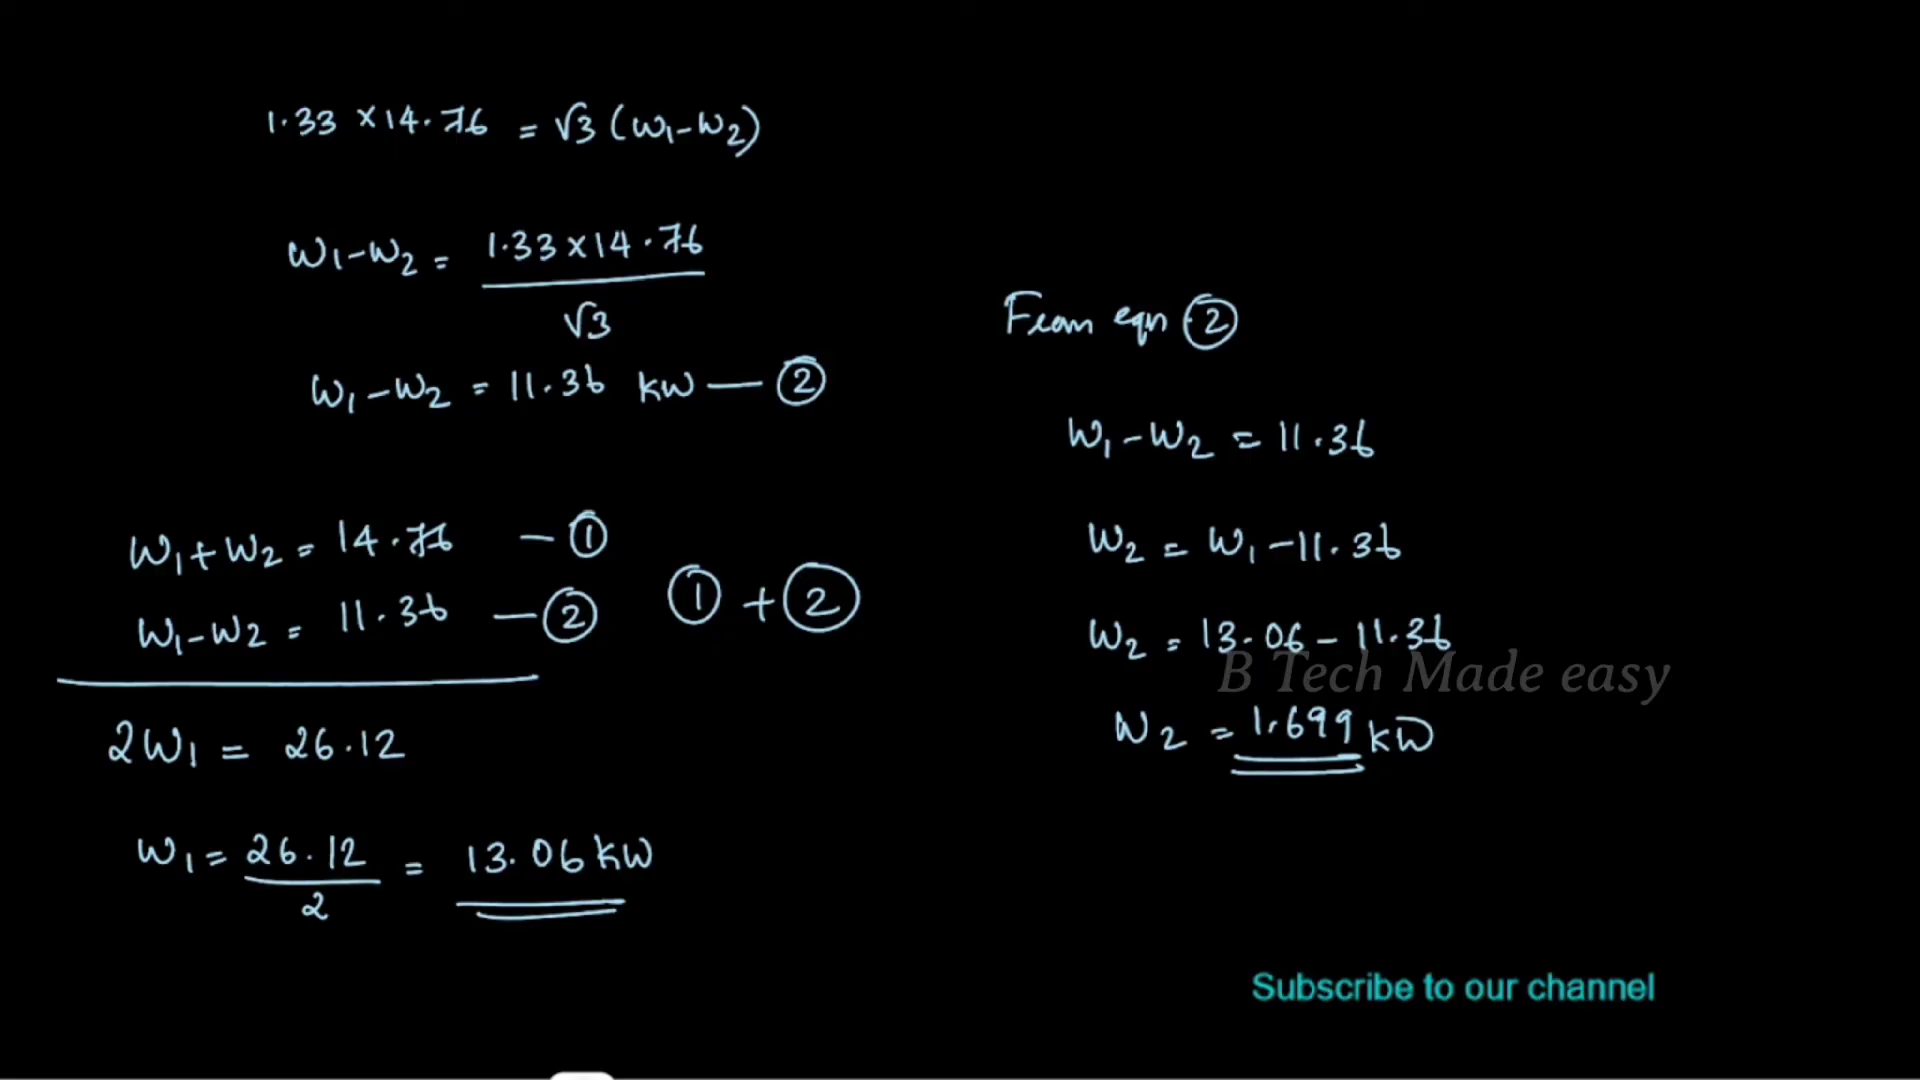 1.33 × 14.76 = √3 (W1-W2)
W1-W2 = 1.33 × 14.76
√3
W1-W2 = 11.36 kW — ②
W1+W2 = 14.76 — ①
W1-W2 = 11.36 — ②
① + ②
2W1 = 26.12
W1 = 26.12 = 13.06 kW
2
From eqn ②
W1-W2 = 11.36
W2 = W1-11.36
W2 = 13.06 - 11.36
B Tech Made easy
W2 = 1.699 kW
Subscribe to our channel